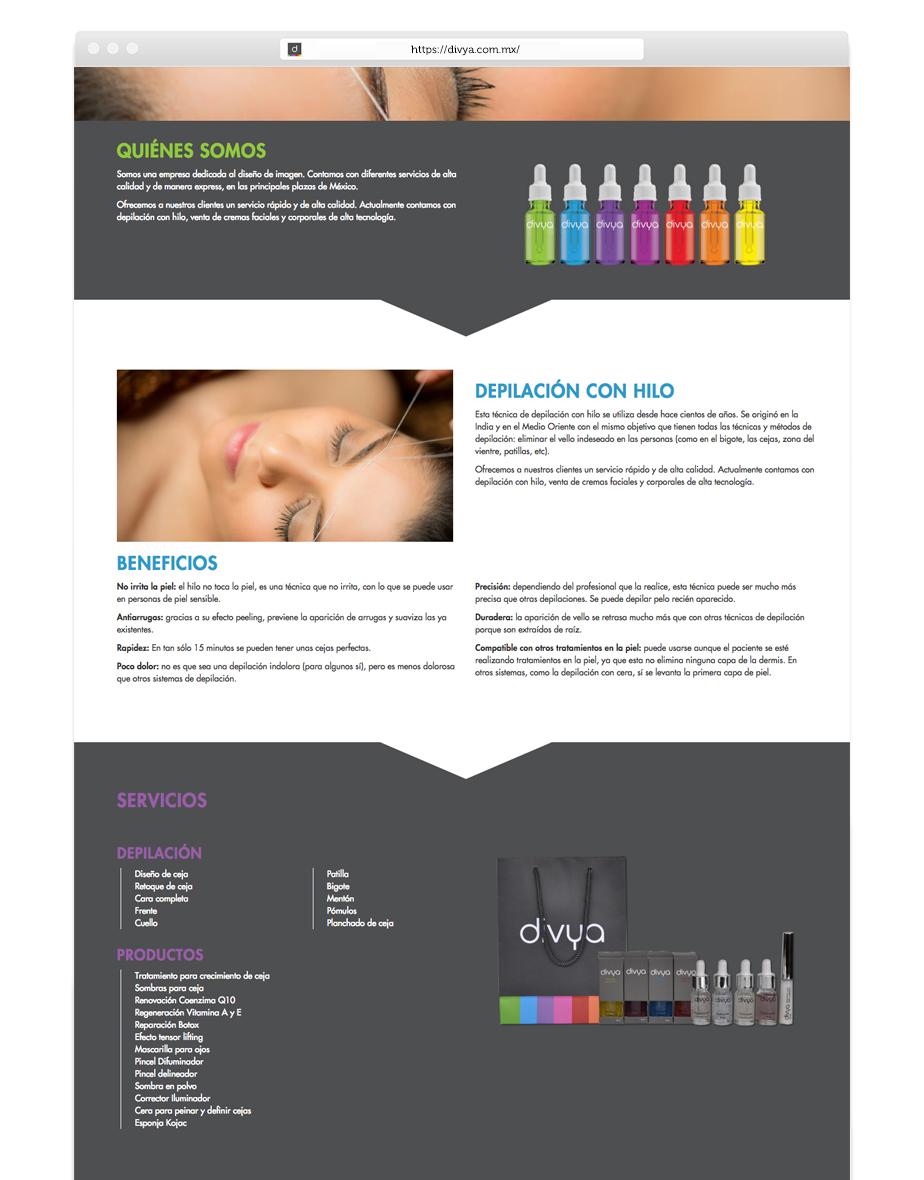 https://divya.com.mx/
QUIÉNES SOMOS
Somos una empresa dedicada al diseño de imagen. Contamos con diferentes servicios de alta
calidad y de manera express, en las principales plazas de México.
Ofrecemos a nuestros clientes un servicio rápido y de alta calidad. Actualmente contamos con
depilación con hilo, venta de cremas faciales y corporales de alta tecnología.
divya divya divya divya divya divya divya
DEPILACIÓN CON HILO
Esta técnica de depilación con hilo se utiliza desde hace cientos de años. Se originó en la
India y en el Medio Oriente con el mismo objetivo que tienen todas las técnicas y métodos de
depilación: eliminar el vello indeseado en las personas (como en el bigote, las cejas, zona del
vientre, patillas, etc).
Ofrecemos a nuestros clientes un servicio rápido y de alta calidad. Actualmente contamos con
depilación con hilo, venta de cremas faciales y corporales de alta tecnología.
BENEFICIOS
No irrita la piel: el hilo no toca la piel, es una técnica que no irrita, con lo que se puede usar
en personas de piel sensible.
Antiarrugas: gracias a su efecto peeling, previene la aparición de arrugas y suaviza las ya
existentes.
Rapidez: En tan sólo 15 minutos se pueden tener unas cejas perfectas.
Poco dolor: no es que sea una depilación indolora (para algunos sí), pero es menos dolorosa
que otros sistemas de depilación.
Precisión: dependiendo del profesional que la realice, esta técnica puede ser mucho más
precisa que otras depilaciones. Se puede depilar pelo recién aparecido.
Duradera: la aparición de vello se retrasa mucho más que con otras técnicas de depilación
porque son extraídos de raíz.
Compatible con otros tratamientos en la piel: puede usarse aunque el paciente se esté
realizando tratamientos en la piel, ya que esta no elimina ninguna capa de la dermis. En
otros sistemas, como la depilación con cera, sí se levanta la primera capa de piel.
SERVICIOS
DEPILACIÓN
Diseño de ceja
Retoque de ceja
Cara completa
Frente
Cuello
Patilla
Bigote
Mentón
Pómulos
Planchado de ceja
PRODUCTOS
Tratamiento para crecimiento de ceja
Sombras para ceja
Renovación Coenzima Q10
Regeneración Vitamina A y E
Reparación Botox
Efecto tensor lifting
Mascarilla para ojos
Pincel Difuminador
Pincel delineador
Sombra en polvo
Corrector Iluminador
Cera para peinar y definir cejas
Esponja Kojac
divya
divya divya divya divya
divya divya divya divya divya